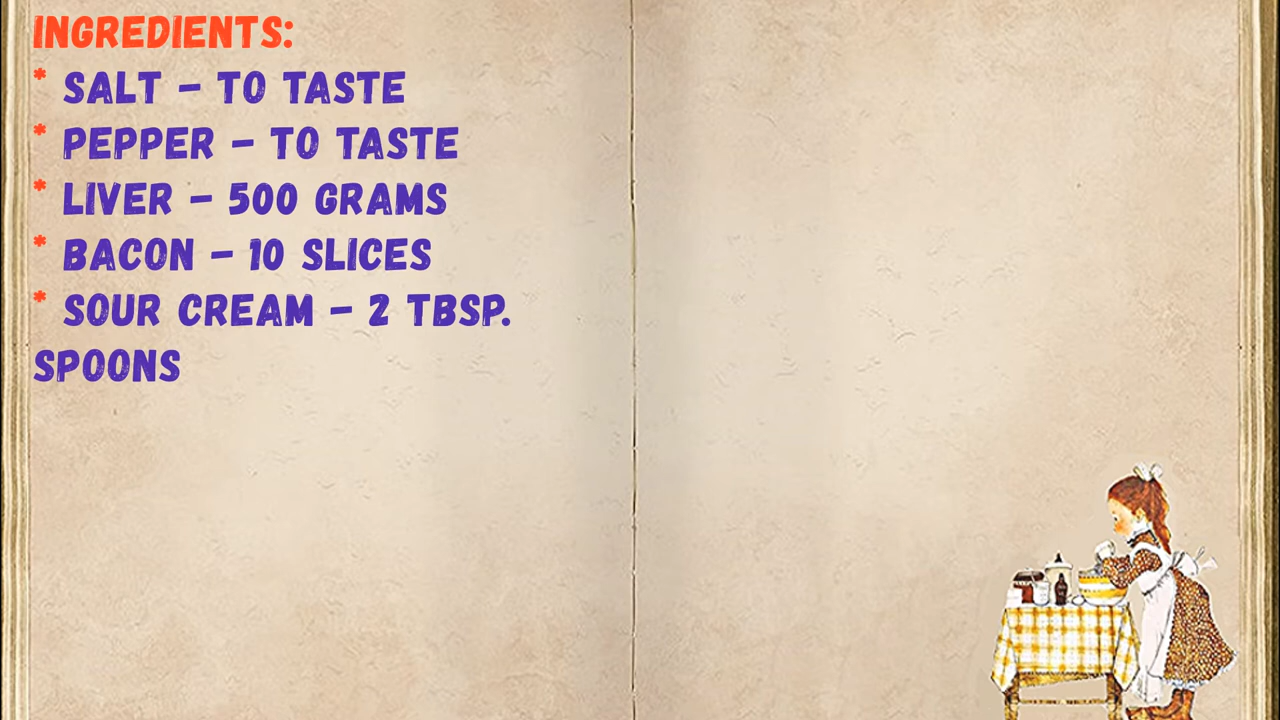 INGREDIENTS:
* SALT – TO TASTE
* PEPPER – TO TASTE
* LIVER – 500 GRAMS
* BACON – 10 SLICES
* SOUR CREAM – 2 TBSP.
SPOONS